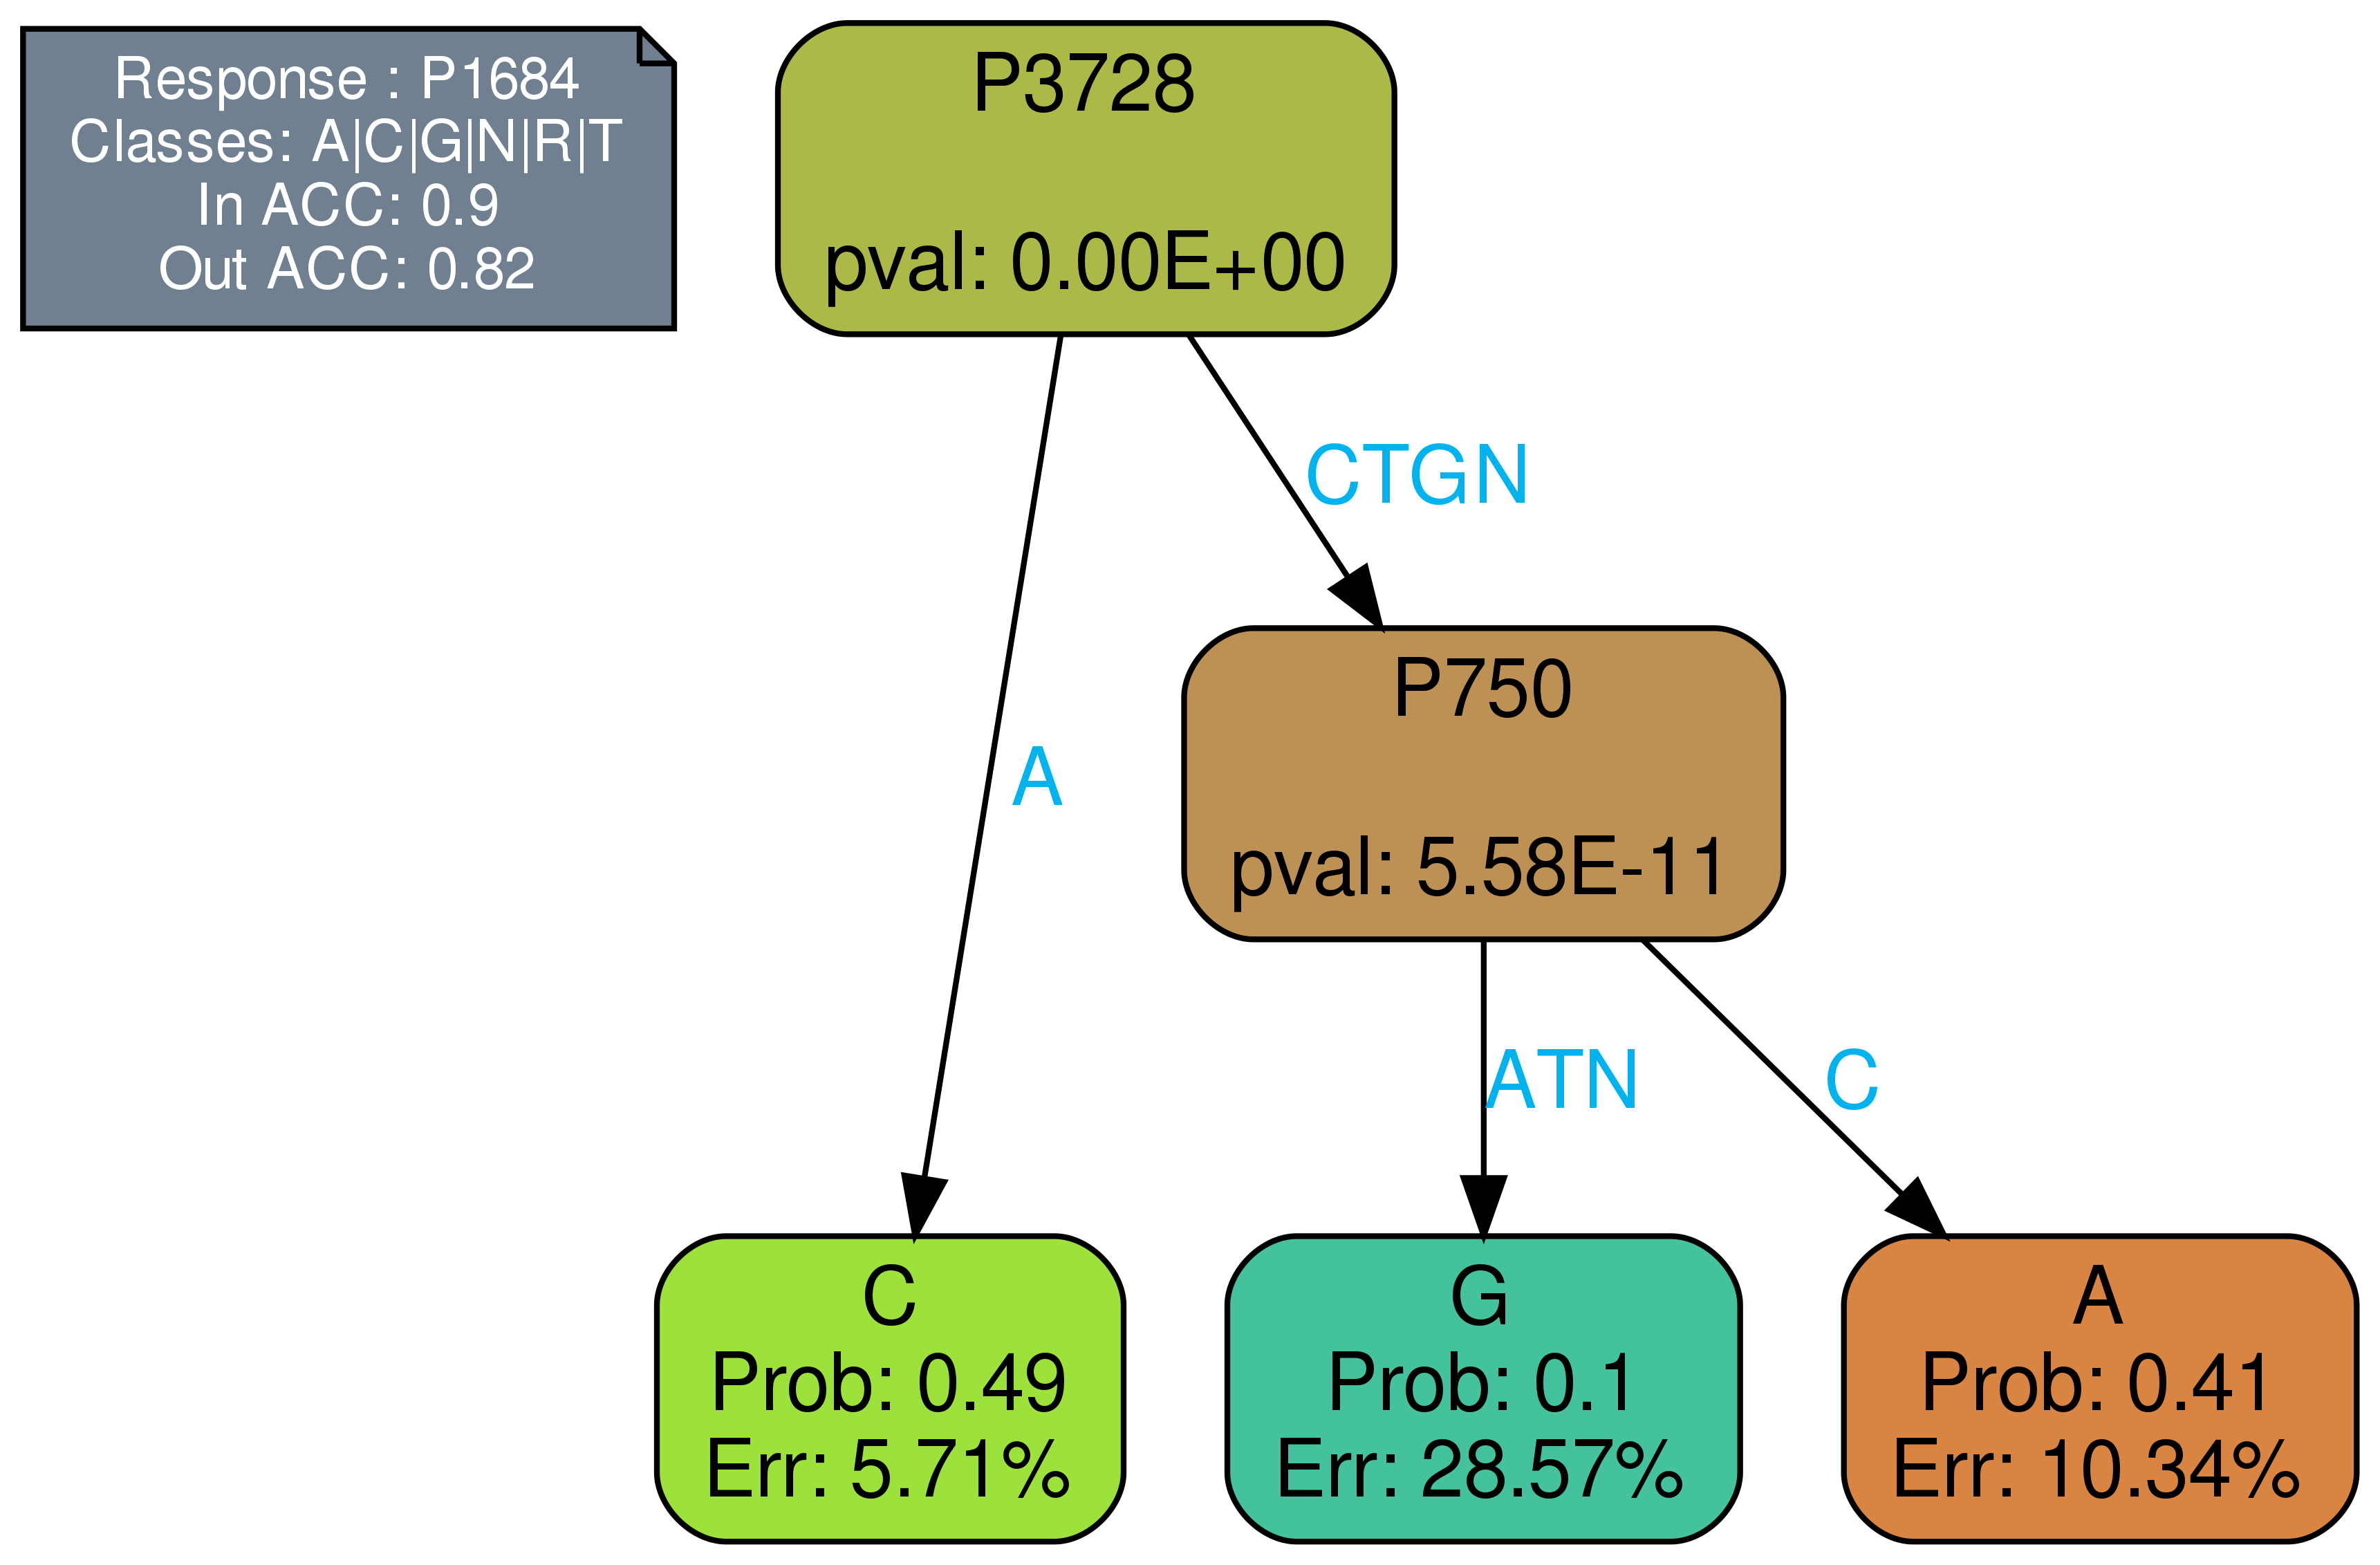 Response : P1684
Classes: A|C|G|N|R|T
In ACC: 0.9
Out ACC: 0.82
P3728
pval: 0.00E+00
CTGN
A
P750
pval: 5.58E-11
ATN
C
C
Prob: 0.49
Err: 5.71%
G
Prob: 0.1
Err: 28.57%
A
Prob: 0.41
Err: 10.34%